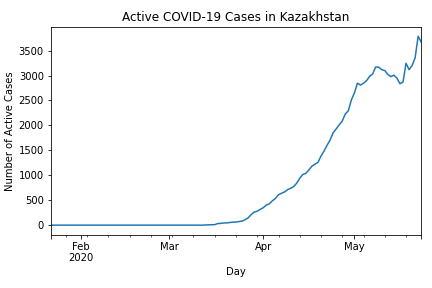 Active COVID-19 Cases in Kazakhstan
Number of Active Cases
3500
3000
2500
2000
1500
1000
500
0
Feb
2020
Mar
Apr
May
Day